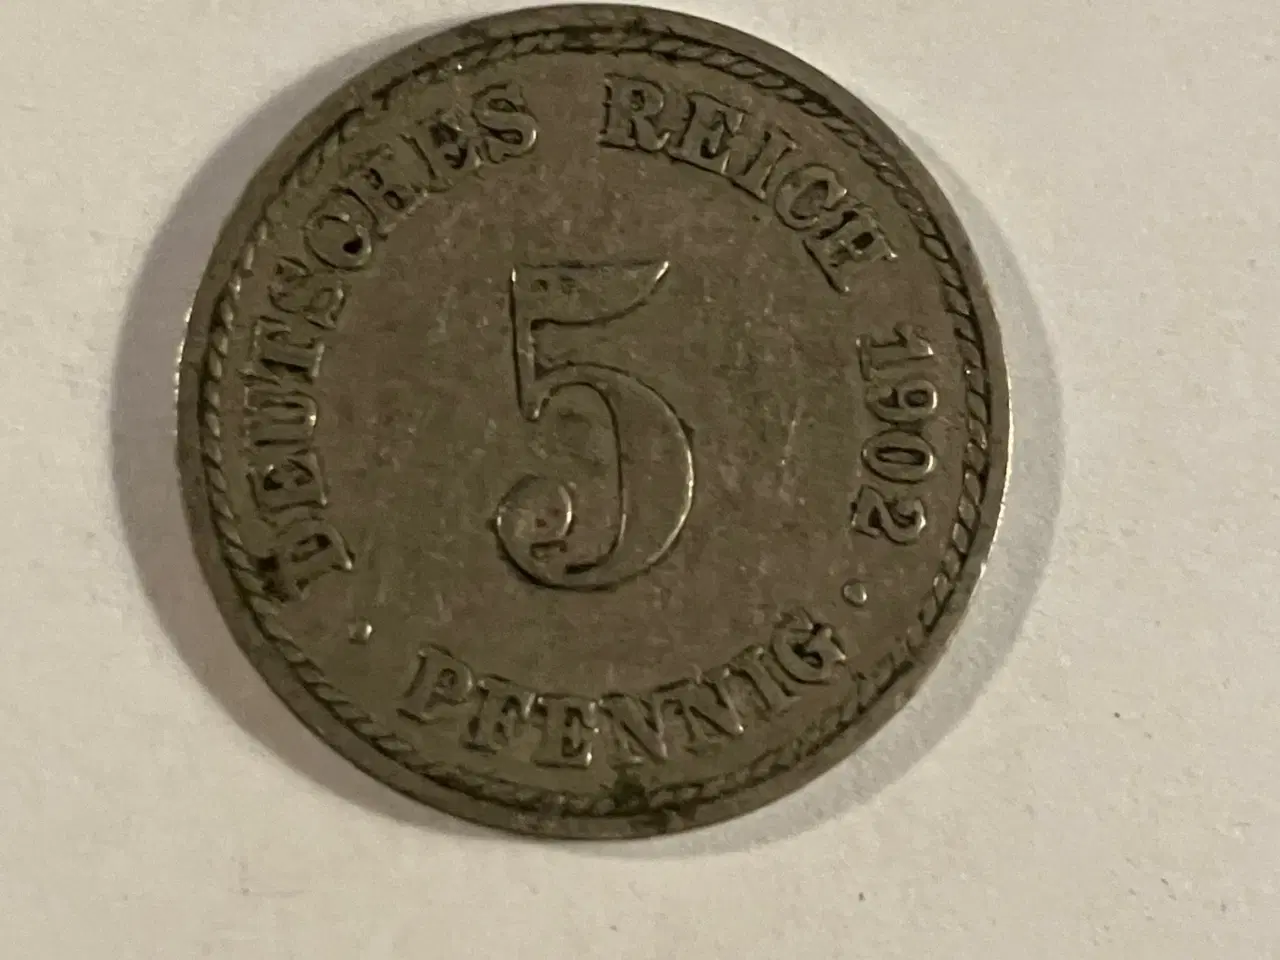 DEUTSCHES REICH 1902
5
· PFENNIG ·